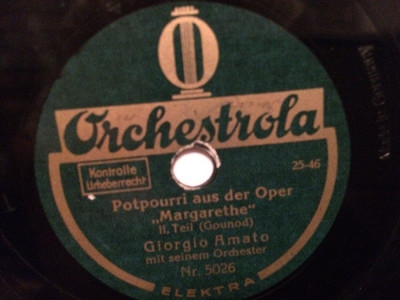 Orchestrola
Kontrolle
Urheberrecht
25-46
Potpourri aus der Oper
„Margarethe"
II. Teil (Gounod)
Giorgio Amato
mit seinem Orchester
Nr. 5026
ELEKTRA